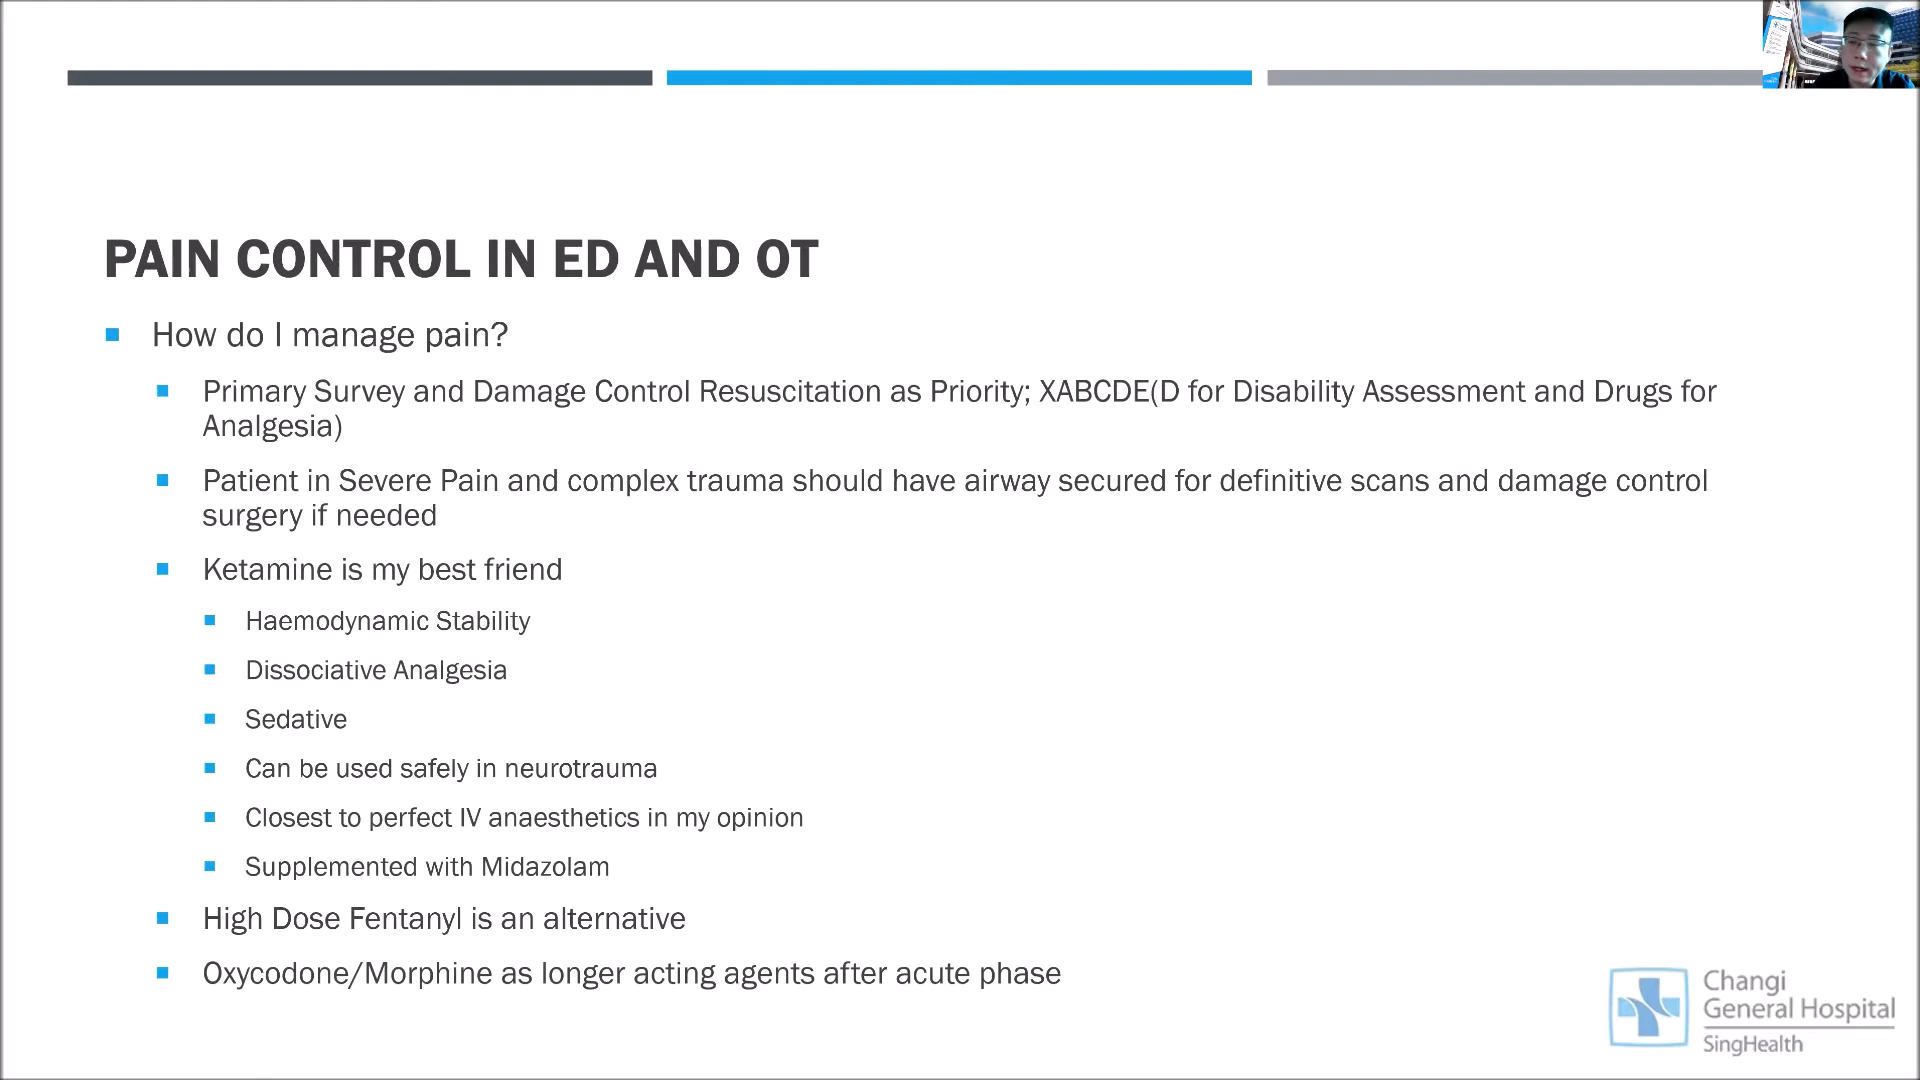 PAIN CONTROL IN ED AND OT
How do I manage pain?
Primary Survey and Damage Control Resuscitation as Priority; XABCDE(D for Disability Assessment and Drugs for
Analgesia)
Patient in Severe Pain and complex trauma should have airway secured for definitive scans and damage control
surgery if needed
Ketamine is my best friend
Haemodynamic Stability
Dissociative Analgesia
Sedative
Can be used safely in neurotrauma
Closest to perfect IV anaesthetics in my opinion
Supplemented with Midazolam
High Dose Fentanyl is an alternative
Oxycodone/Morphine as longer acting agents after acute phase
Changi
General Hospital
SingHealth